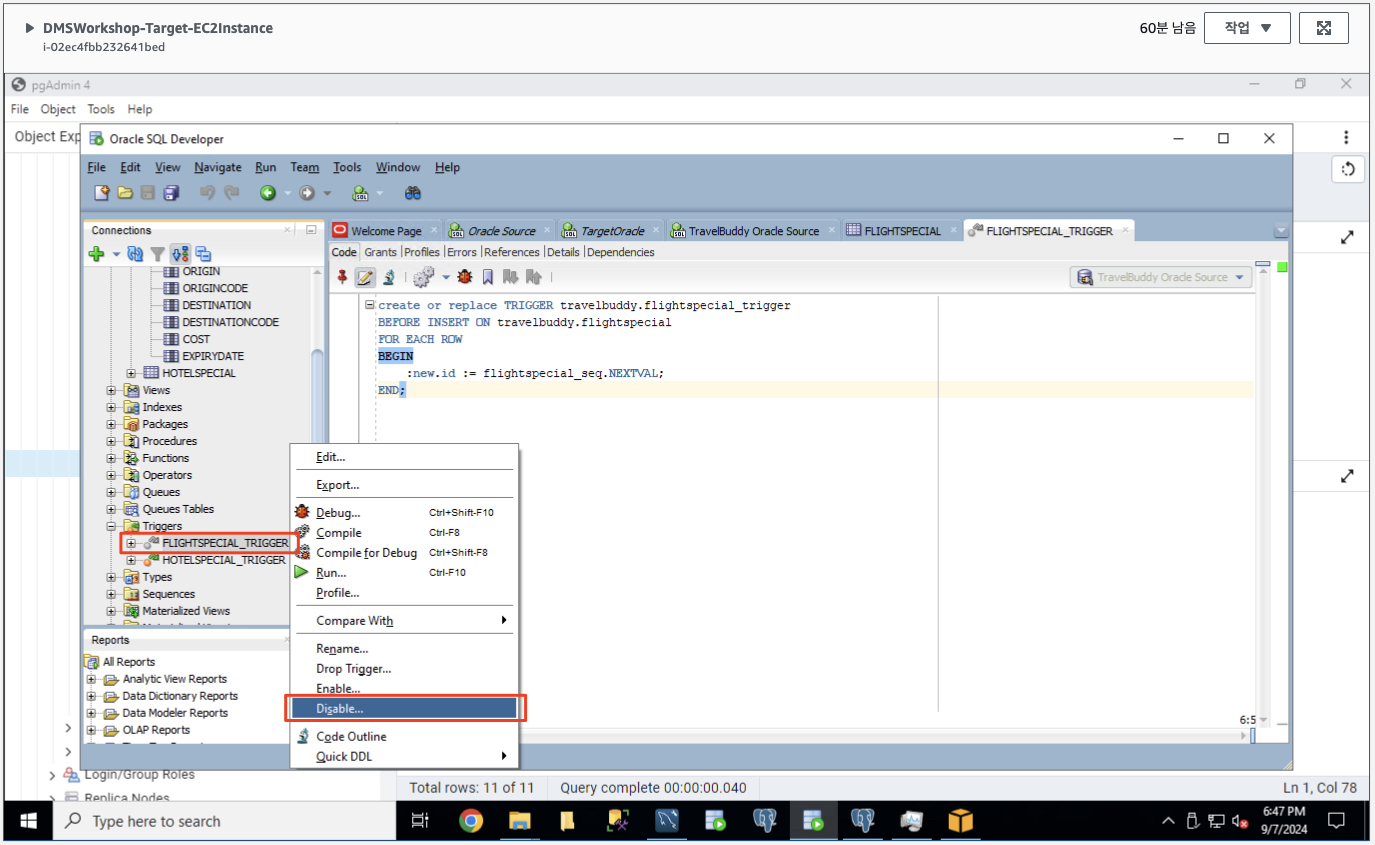 DMSWorkshop-Target-EC2Instance
i-02ec4fbb232641bed
60분 남음
작업
pgAdmin 4
File Object Tools Help
Object Exp
Oracle SQL Developer
File Edit View Navigate Run Team Tools Window Help
Connections
Welcome Page
Oracle Source
TargetOracle
TravelBuddy Oracle Source
FLIGHTSPECIAL
FLIGHTSPECIAL_TRIGGER
Code Grants Profiles Errors References Details Dependencies
TravelBuddy Oracle Source
ORIGIN
ORIGINCODE
DESTINATION
DESTINATIONCODE
COST
EXPIRYDATE
HOTELSPECIAL
Views
Indexes
Packages
Procedures
Functions
Operators
Queues
Queues Tables
Triggers
FLIGHTSPECIAL_TRIGGER
HOTELSPECIAL_TRIGGER
Types
Sequences
Materialized Views
create or replace TRIGGER travelbuddy.flightspecial_trigger
BEFORE INSERT ON travelbuddy.flightspecial
FOR EACH ROW
BEGIN
:new.id := flightspecial_seq.NEXTVAL;
END;
Edit...
Export...
Debug... Ctrl+Shift-F10
Compile Ctrl-F8
Compile for Debug Ctrl+Shift-F8
Run... Ctrl-F10
Profile...
Compare With
Rename...
Drop Trigger...
Enable...
Disable...
Code Outline
Quick DDL
Reports
All Reports
Analytic View Reports
Data Dictionary Reports
Data Modeler Reports
OLAP Reports
6:5
Login/Group Roles
Replica Nodes
Total rows: 11 of 11
Query complete 00:00:00.040
Ln 1, Col 78
Type here to search
6:47 PM
9/7/2024